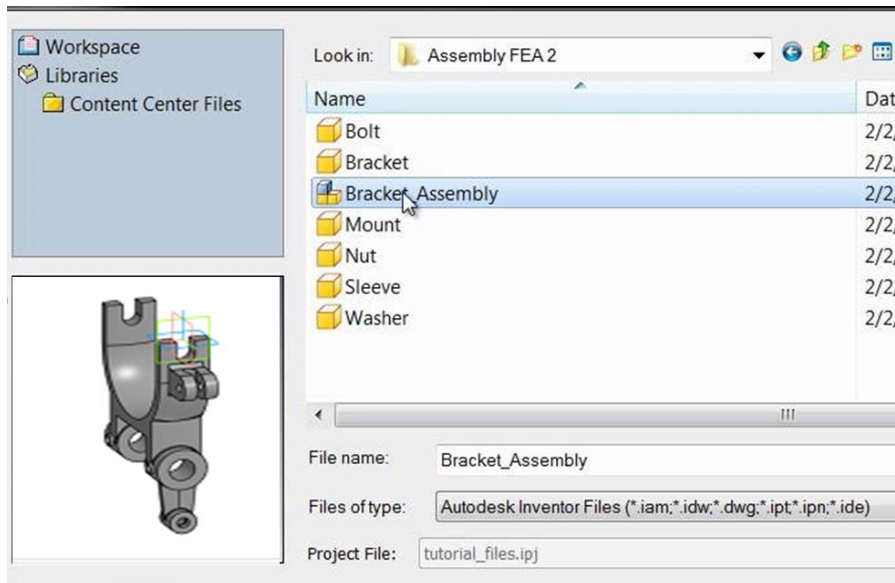 Workspace
Libraries
Content Center Files
Look in: Assembly FEA 2
Name Dat
Bolt 2/2,
Bracket 2/2,
Bracket_Assembly 2/2,
Mount 2/2,
Nut 2/2,
Sleeve 2/2,
Washer 2/2,
File name: Bracket_Assembly
Files of type: Autodesk Inventor Files (*.iam;*.idw;*.dwg;*.ipt;*.ipn;*.ide)
Project File: tutorial_files.ipj